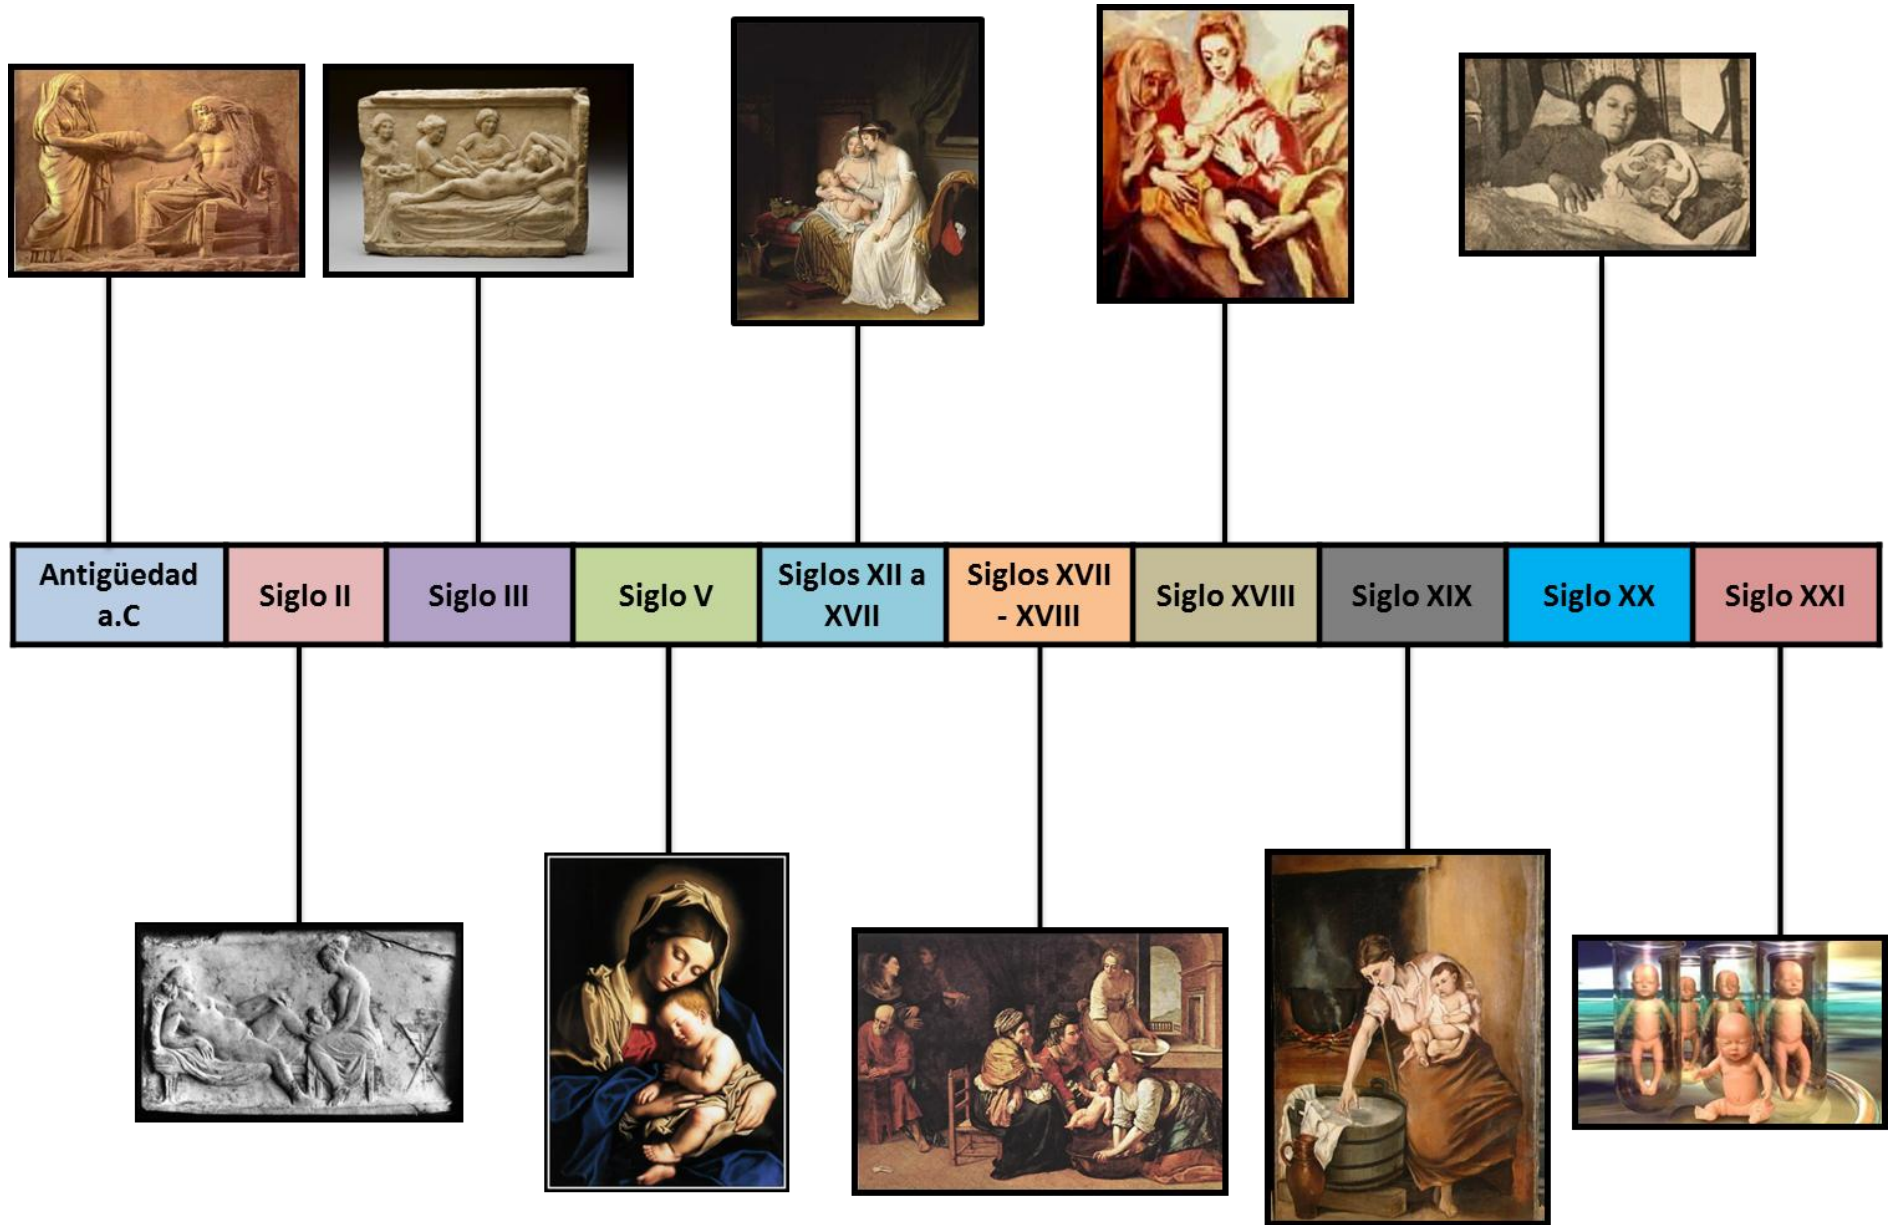 Antigüedad
a.C
Siglo II
Siglo III
Siglo V
Siglos XII a
XVII
Siglos XVII
- XVIII
Siglo XVIII
Siglo XIX
Siglo XX
Siglo XXI